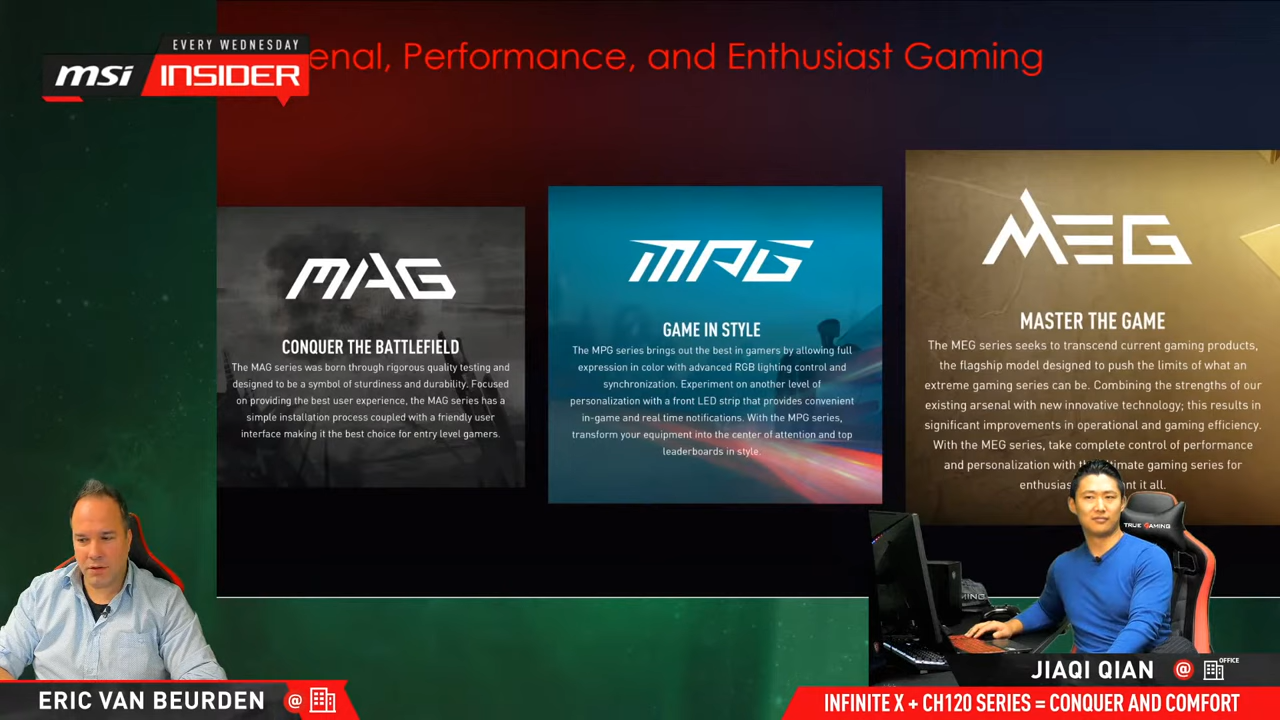 EVERY WEDNESDAY
msi INSIDER
enal, Performance, and Enthusiast Gaming
MAG
CONQUER THE BATTLEFIELD
The MAG series was born through rigorous quality testing and
designed to be a symbol of sturdiness and durability. Focused
on providing the best user experience, the MAG series has a
simple installation process coupled with a friendly user
interface making it the best choice for entry level gamers.
MPG
GAME IN STYLE
The MPG series brings out the best in gamers by allowing full
expression in color with advanced RGB lighting control and
synchronization. Experiment on another level of
personalization with a front LED strip that provides convenient
in-game and real time notifications. With the MPG series,
transform your equipment into the center of attention and top
leaderboards in style.
MEG
MASTER THE GAME
The MEG series seeks to transcend current gaming products,
the flagship model designed to push the limits of what an
extreme gaming series can be. Combining the strengths of our
existing arsenal with new innovative technology; this results in
significant improvements in operational and gaming efficiency.
With the MEG series, take complete control of performance
and personalization with timate gaming series for
enthusias nt it all.
TRUE GAMING
ERIC VAN BEURDEN @
JIAQI QIAN @ OFFICE
INFINITE X + CH120 SERIES = CONQUER AND COMFORT